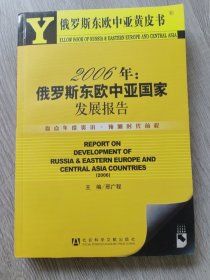 Y
俄罗斯东欧中亚黄皮书
YELLOW BOOK OF RUSSIA & EASTERN EUROPE AND CENTRAL ASIA
2006年:
俄罗斯东欧中亚国家
发展报告
REPORT ON
DEVELOPMENT OF
RUSSIA & EASTERN EUROPE AND
CENTRAL ASIA COUNTRIES
(2006)
主 编/邢广程
社会科学文献出版社